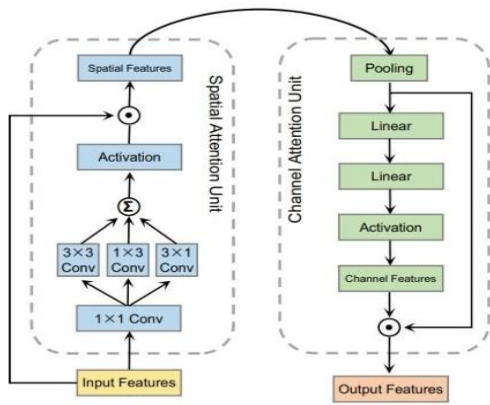 Spatial Features
Activation
Σ
3×3 Conv
1×3 Conv
3×1 Conv
1×1 Conv
Input Features
Spatial Attention Unit
Channel Attention Unit
Pooling
Linear
Linear
Activation
Channel Features
Output Features